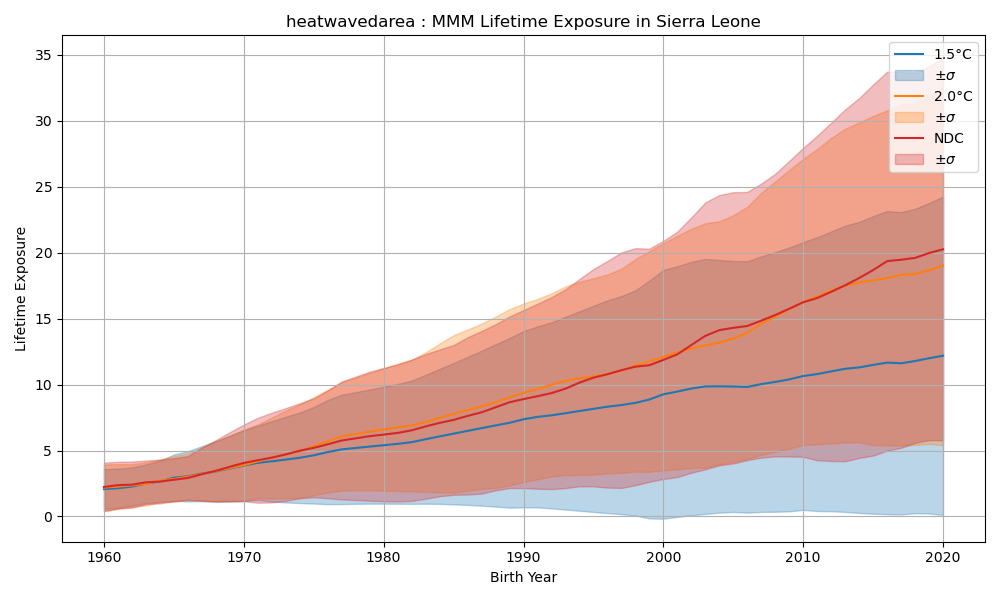 heatwavedarea : MMM Lifetime Exposure in Sierra Leone
35
30
25
20
15
10
5
0
Lifetime Exposure
1960 1970 1980 1990 2000 2010 2020
Birth Year
1.5°C
±σ
2.0°C
±σ
NDC
±σ